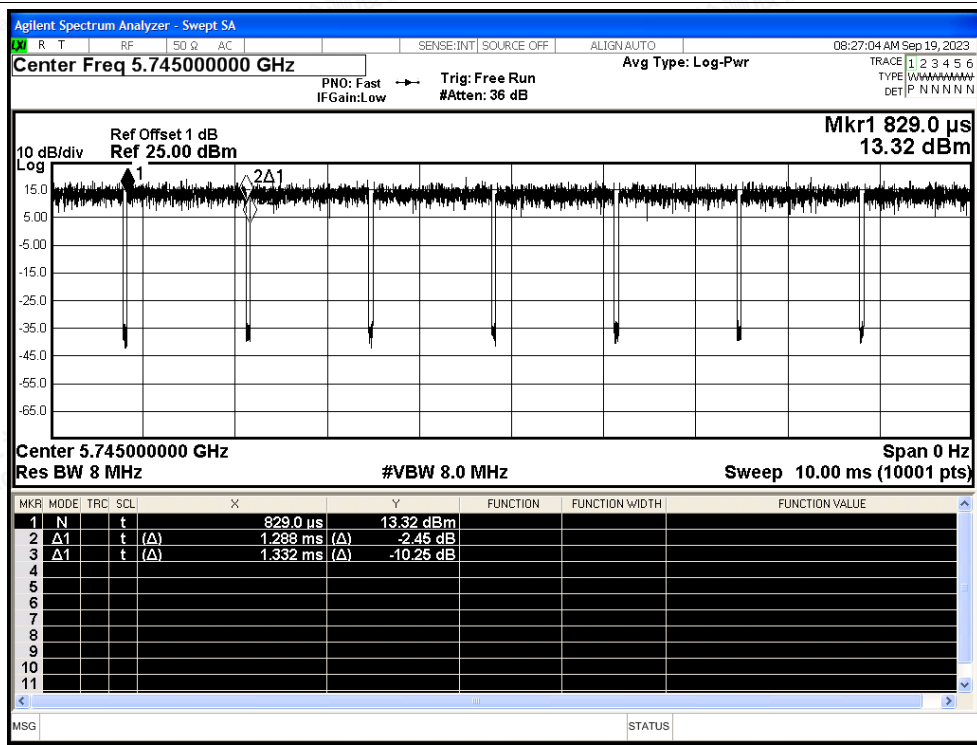 Agilent Spectrum Analyzer - Swept SA
LXI R T RF 50 Ω AC SENSE:INT SOURCE OFF ALIGN AUTO 08:27:04 AM Sep 19, 2023
Center Freq 5.745000000 GHz
PNO: Fast
IFGain:Low
Trig: Free Run
#Atten: 36 dB
Avg Type: Log-Pwr
TRACE 1 2 3 4 5 6
TYPE WWWWWW
DET P N N N N N
Ref Offset 1 dB
10 dB/div Ref 25.00 dBm
Log
Mkr1 829.0 µs
13.32 dBm
1
2Δ1
15.0
5.00
-5.00
-15.0
-25.0
-35.0
-45.0
-55.0
-65.0
Center 5.745000000 GHz Span 0 Hz
Res BW 8 MHz #VBW 8.0 MHz Sweep 10.00 ms (10001 pts)
MKR MODE TRC SCL X Y FUNCTION FUNCTION WIDTH FUNCTION VALUE
1 N t 829.0 µs 13.32 dBm
2 Δ1 t (Δ) 1.288 ms (Δ) -2.45 dB
3 Δ1 t (Δ) 1.332 ms (Δ) -10.25 dB
4
5
6
7
8
9
10
11
MSG STATUS